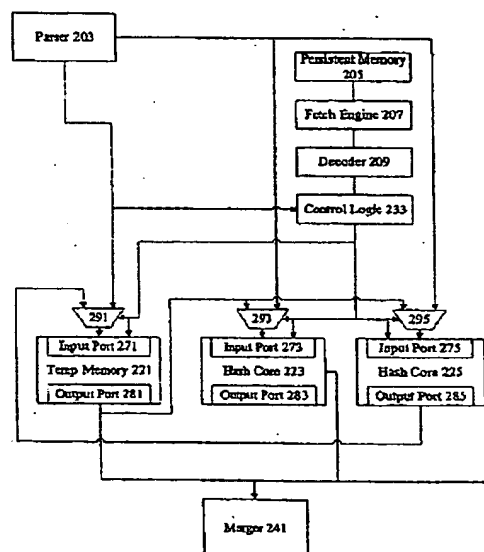 Parser 203
Persistent Memory
205
Fetch Engine 207
Decoder 209
Control Logic 233
291
293
295
Input Port 271
Input Port 273
Input Port 275
Temp Memory 221
Hash Core 223
Hash Core 225
Output Port 281
Output Port 283
Output Port 285
Merger 241